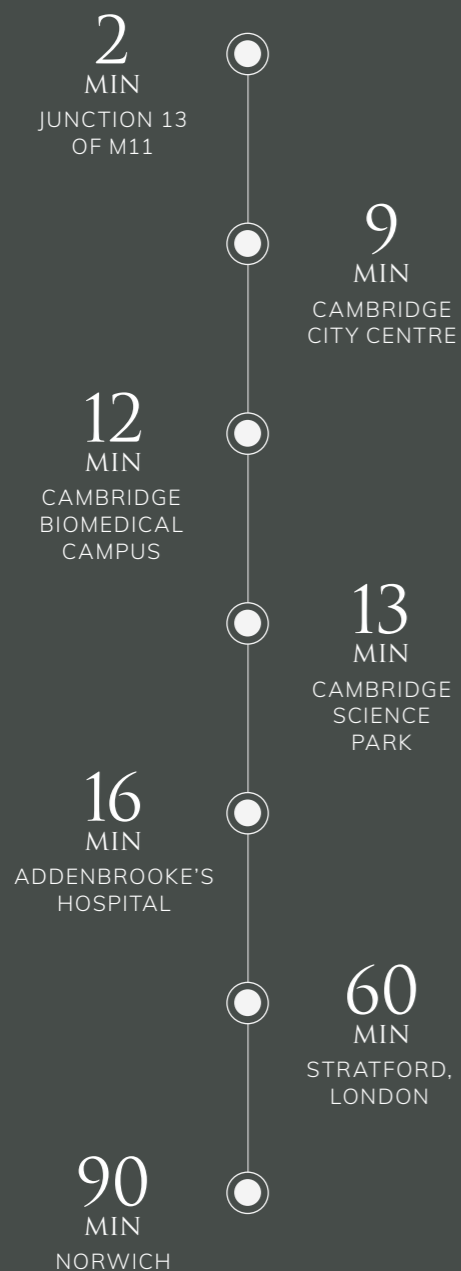 2
MIN
JUNCTION 13
OF M11
9
MIN
CAMBRIDGE
CITY CENTRE
12
MIN
CAMBRIDGE
BIOMEDICAL
CAMPUS
13
MIN
CAMBRIDGE
SCIENCE
PARK
16
MIN
ADDENBROOKE'S
HOSPITAL
60
MIN
STRATFORD,
LONDON
90
MIN
NORWICH